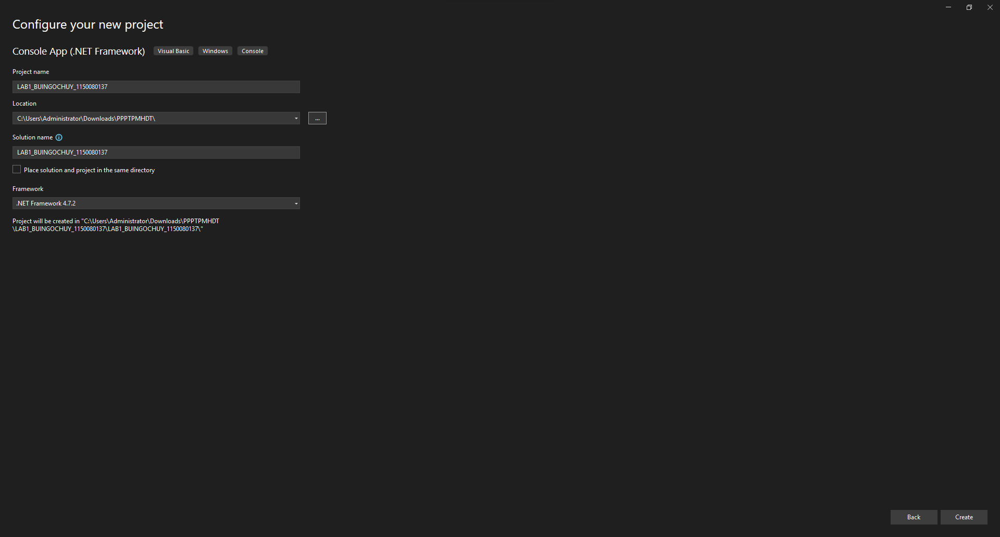 Configure your new project
Console App (.NET Framework) Visual Basic Windows Console
Project name
LAB1_BUINGOCHUY_1150080137
Location
C:\Users\Administrator\Downloads\PPPTPMHDT\
...
Solution name
LAB1_BUINGOCHUY_1150080137
Place solution and project in the same directory
Framework
.NET Framework 4.7.2
Project will be created in "C:\Users\Administrator\Downloads\PPPTPMHDT
\LAB1_BUINGOCHUY_1150080137\LAB1_BUINGOCHUY_1150080137\"
Back Create